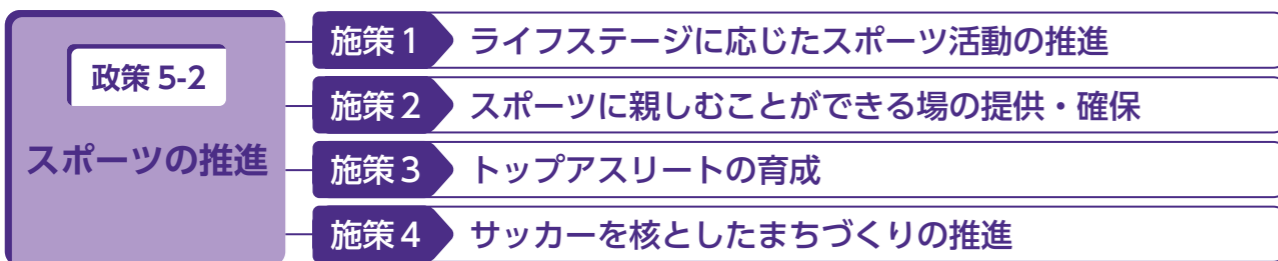 政策 5-2
スポーツの推進
施策 1 ライフステージに応じたスポーツ活動の推進
施策 2 スポーツに親しむことができる場の提供・確保
施策 3 トップアスリートの育成
施策 4 サッカーを核としたまちづくりの推進